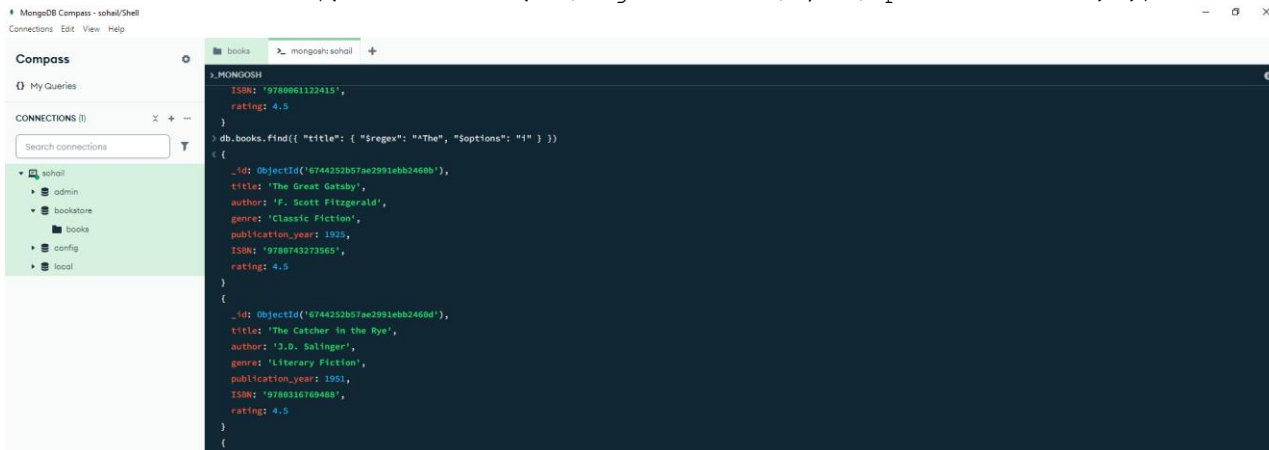 MongoDB Compass - sohail/Shell
Connections Edit View Help
Compass
{} My Queries
CONNECTIONS (1)
Search connections
sohail
admin
bookstore
books
config
local
books
>_ mongosh: sohail +
>_MONGOSH
ISBN: '9780061122415',
rating: 4.5
}
> db.books.find({ "title": { "$regex": "^The", "$options": "i" } })
< {
_id: ObjectId('6744252b57ae2991ebb2460b'),
title: 'The Great Gatsby',
author: 'F. Scott Fitzgerald',
genre: 'Classic Fiction',
publication_year: 1925,
ISBN: '9780743273565',
rating: 4.5
}
{
_id: ObjectId('6744252b57ae2991ebb2460d'),
title: 'The Catcher in the Rye',
author: 'J.D. Salinger',
genre: 'Literary Fiction',
publication_year: 1951,
ISBN: '9780316769488',
rating: 4.5
}
{